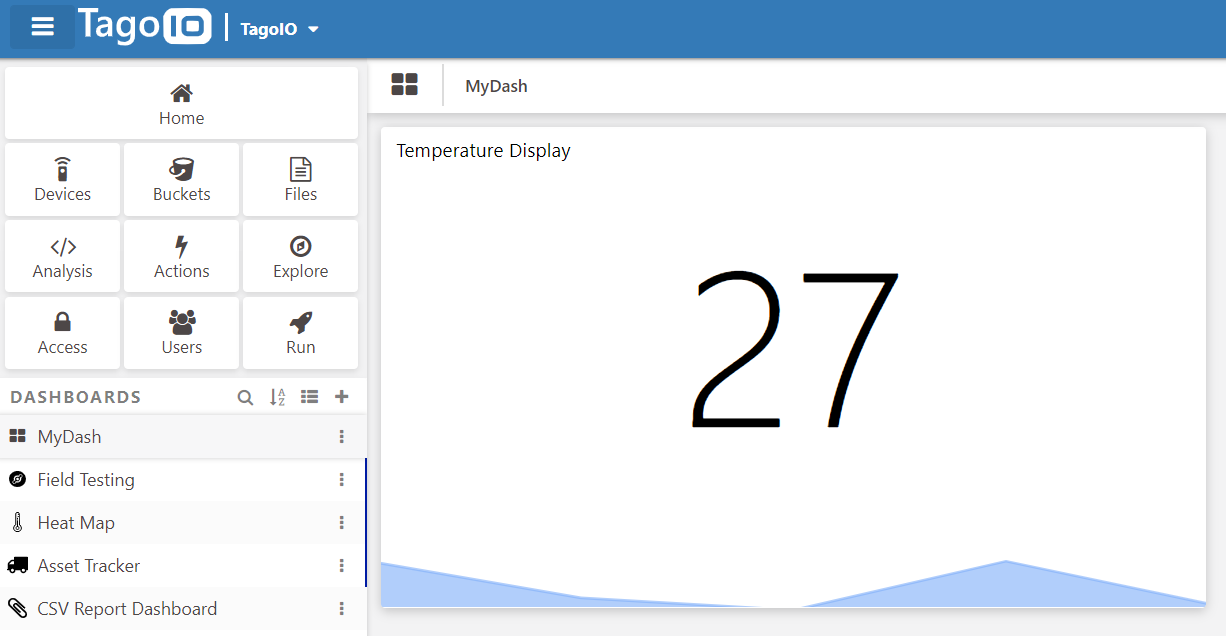 TagoIO TagoIO
Home
Devices Buckets Files
Analysis Actions Explore
Access Users Run
DASHBOARDS
MyDash
Field Testing
Heat Map
Asset Tracker
CSV Report Dashboard
MyDash
Temperature Display
27